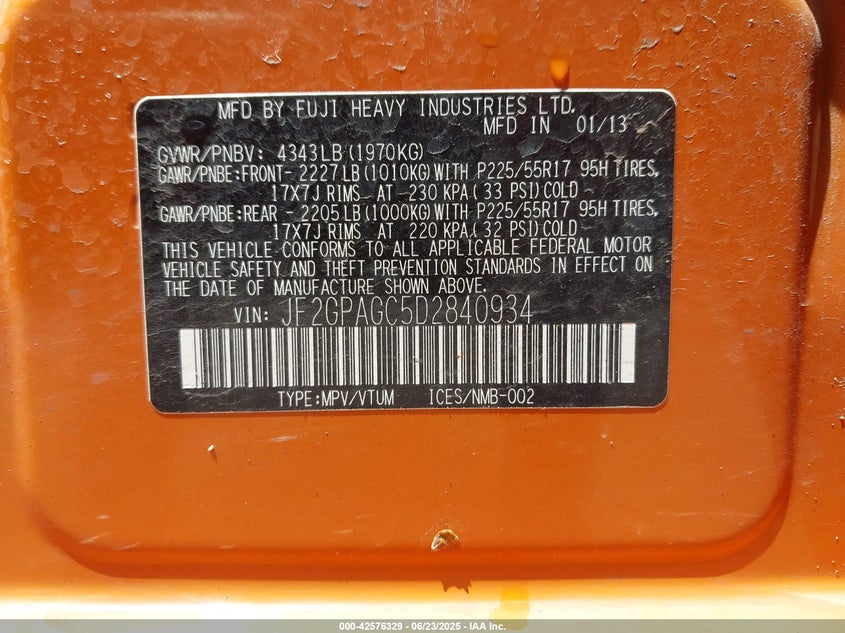 MFD BY FUJI HEAVY INDUSTRIES LTD.
MFD IN 01/13
GVWR/PNBV: 4343LB(1970KG)
GAWR/PNBE:FRONT- 2227LB(1010KG)WITH P225/55R17 95H TIRES,
17X7J RIMS AT 230 KPA(33 PSI)COLD
GAWR/PNBE:REAR - 2205LB(1000KG)WITH P225/55R17 95H TIRES,
17X7J RIMS AT 220 KPA(32 PSI)COLD
THIS VEHICLE CONFORMS TO ALL APPLICABLE FEDERAL MOTOR
VEHICLE SAFETY AND THEFT PREVENTION STANDARDS IN EFFECT ON
THE DATE OF MANUFACTURE SHOWN ABOVE.
VIN: JF2GPAGC5D2840934
TYPE:MPV/VTUM ICES/NMB-002
000-42576329 - 06/23/2025 - IAA Inc.